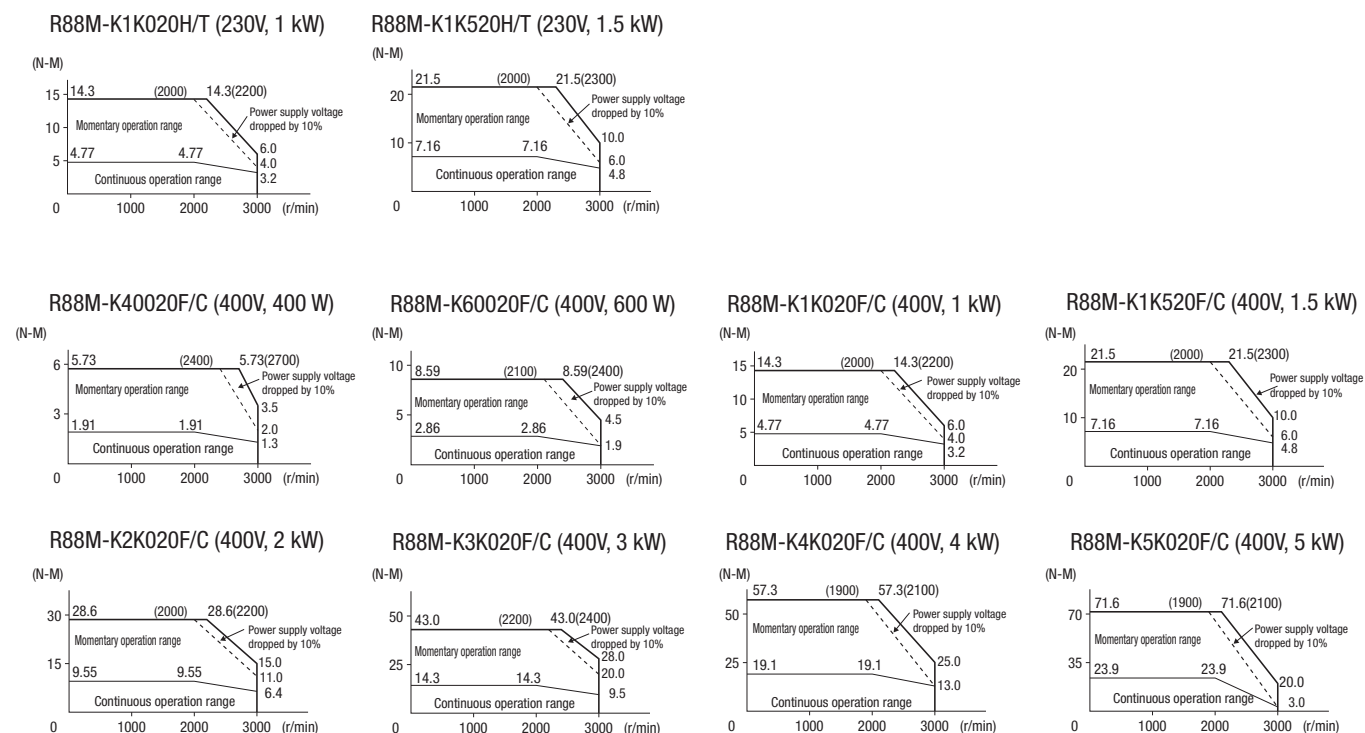 R88M-K1K020H/T (230V, 1 kW)
(N-M)
15
14.3
(2000)
14.3(2200)
Power supply voltage
dropped by 10%
10
Momentary operation range
6.0
5
4.77
4.77
4.0
3.2
Continuous operation range
0
1000
2000
3000
(r/min)
R88M-K1K520H/T (230V, 1.5 kW)
(N-M)
20
21.5
(2000)
21.5(2300)
Power supply voltage
dropped by 10%
Momentary operation range
10
10.0
7.16
7.16
6.0
4.8
Continuous operation range
0
1000
2000
3000
(r/min)
R88M-K40020F/C (400V, 400 W)
(N-M)
6
5.73
(2400)
5.73(2700)
Power supply voltage
dropped by 10%
Momentary operation range
3.5
3
1.91
1.91
2.0
1.3
Continuous operation range
0
1000
2000
3000
(r/min)
R88M-K60020F/C (400V, 600 W)
(N-M)
10
8.59
(2100)
8.59(2400)
Power supply voltage
dropped by 10%
Momentary operation range
4.5
5
2.86
2.86
1.9
Continuous operation range
0
1000
2000
3000
(r/min)
R88M-K1K020F/C (400V, 1 kW)
(N-M)
15
14.3
(2000)
14.3(2200)
Power supply voltage
dropped by 10%
10
Momentary operation range
6.0
5
4.77
4.77
4.0
3.2
Continuous operation range
0
1000
2000
3000
(r/min)
R88M-K1K520F/C (400V, 1.5 kW)
(N-M)
20
21.5
(2000)
21.5(2300)
Power supply voltage
dropped by 10%
Momentary operation range
10
10.0
7.16
7.16
6.0
4.8
Continuous operation range
0
1000
2000
3000
(r/min)
R88M-K2K020F/C (400V, 2 kW)
(N-M)
30
28.6
(2000)
28.6(2200)
Power supply voltage
dropped by 10%
Momentary operation range
15
15.0
9.55
9.55
11.0
6.4
Continuous operation range
0
1000
2000
3000
(r/min)
R88M-K3K020F/C (400V, 3 kW)
(N-M)
50
43.0
(2200)
43.0(2400)
Power supply voltage
dropped by 10%
Momentary operation range
28.0
25
20.0
14.3
14.3
9.5
Continuous operation range
0
1000
2000
3000
(r/min)
R88M-K4K020F/C (400V, 4 kW)
(N-M)
57.3
(1900)
57.3(2100)
50
Power supply voltage
dropped by 10%
Momentary operation range
25
25.0
19.1
19.1
13.0
Continuous operation range
0
1000
2000
3000
(r/min)
R88M-K5K020F/C (400V, 5 kW)
(N-M)
70
71.6
(1900)
71.6(2100)
Power supply voltage
dropped by 10%
Momentary operation range
35
23.9
23.9
20.0
3.0
Continuous operation range
0
1000
2000
3000
(r/min)